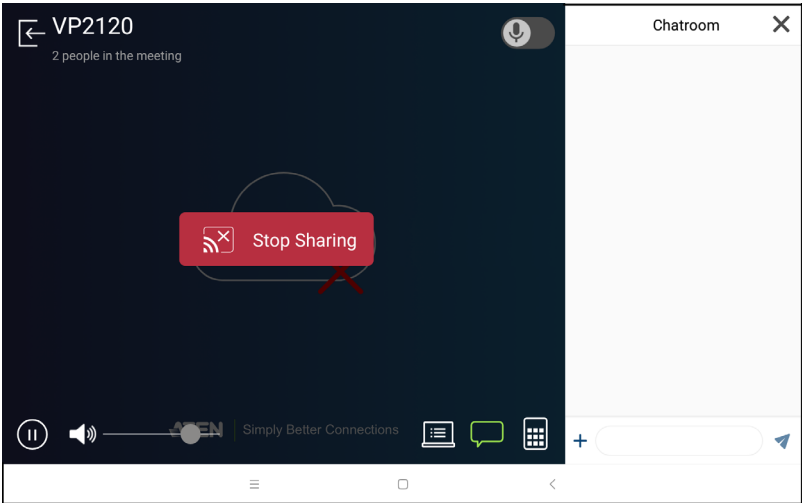 VP2120
2 people in the meeting
Chatroom
Stop Sharing
ATEN Simply Better Connections